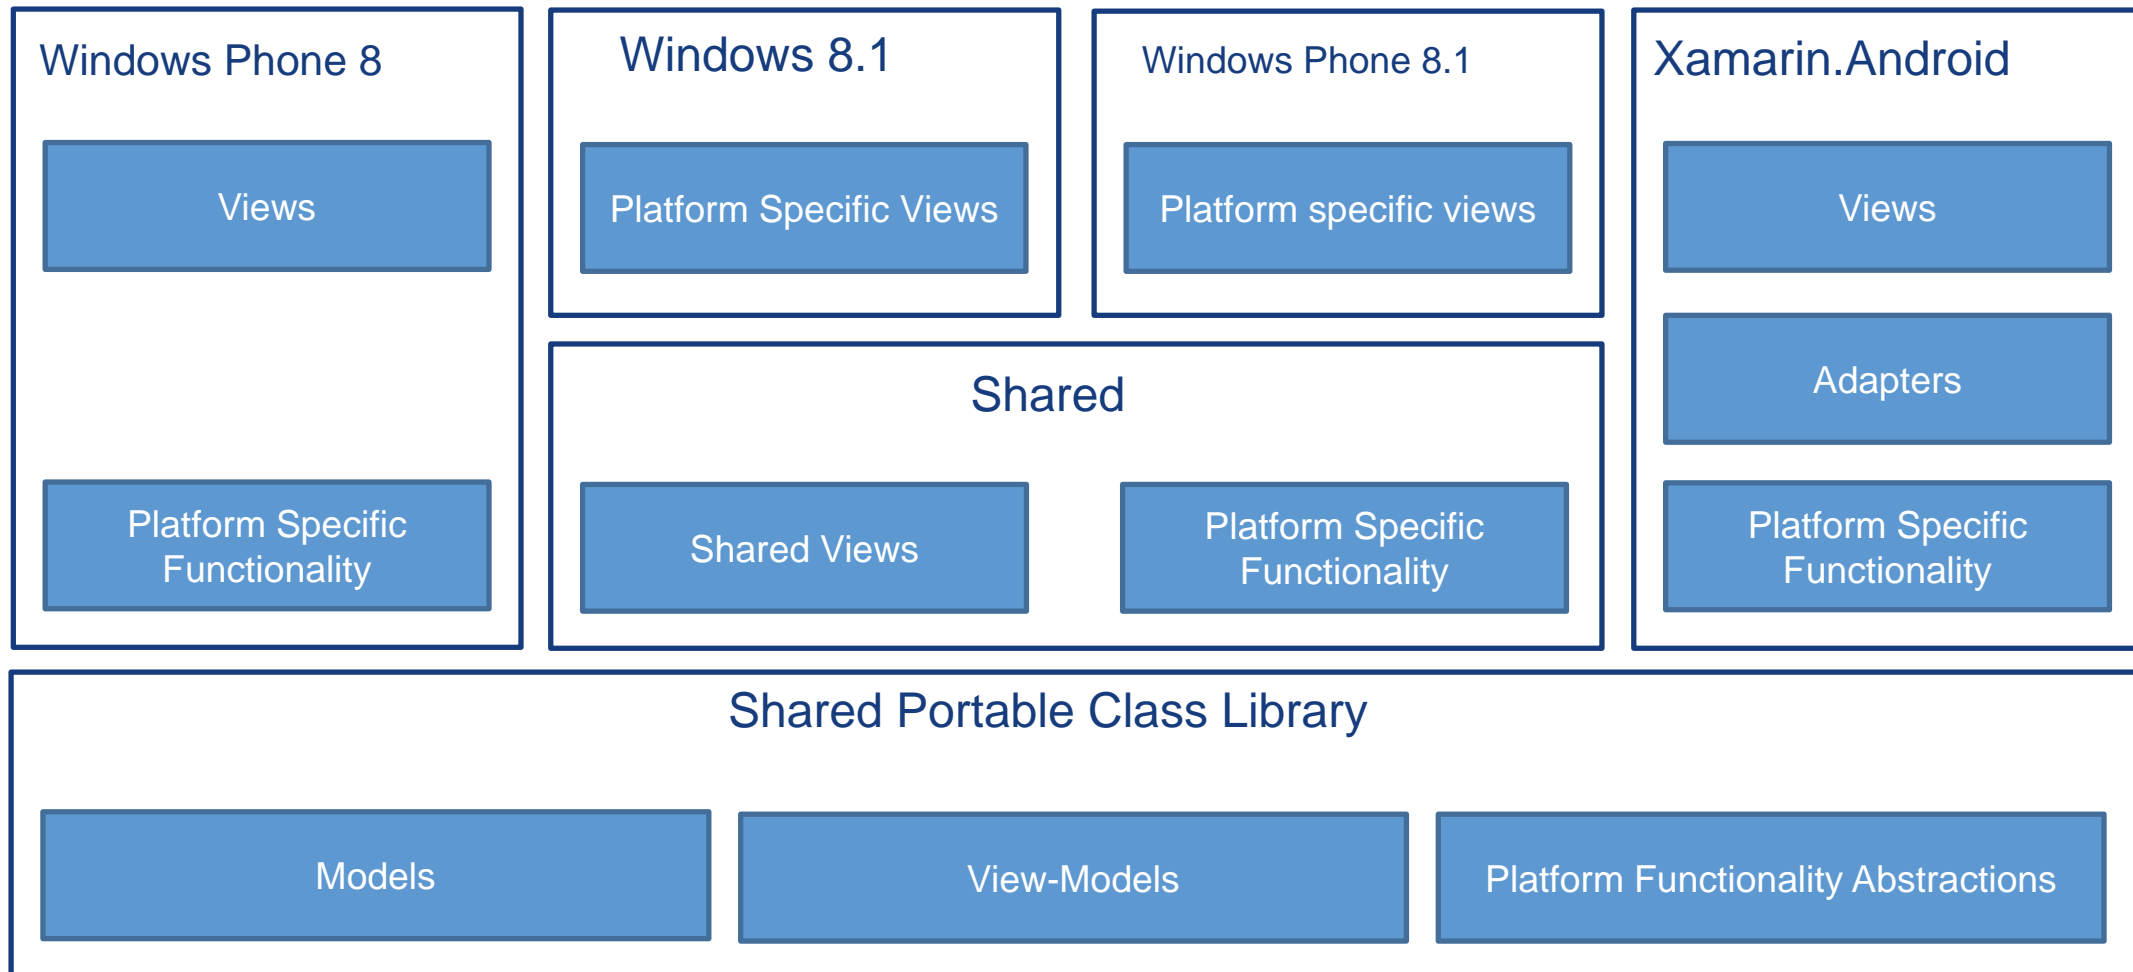 Windows Phone 8
Views
Platform Specific
Functionality
Windows 8.1
Platform Specific Views
Windows Phone 8.1
Platform specific views
Shared
Shared Views
Platform Specific
Functionality
Xamarin.Android
Views
Adapters
Platform Specific
Functionality
Shared Portable Class Library
Models
View-Models
Platform Functionality Abstractions